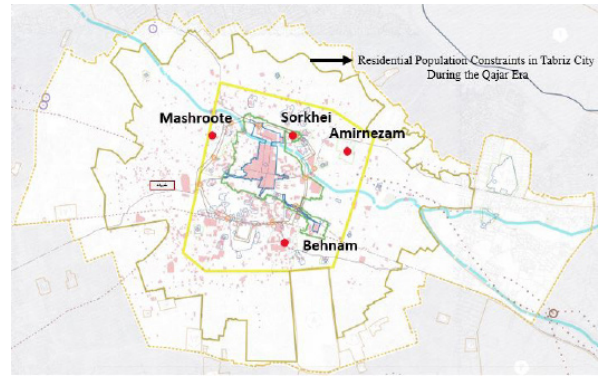 Residential Population Constraints in Tabriz City
During the Qajar Era
Mashroote
Sorkhei
Amirnezam
Behnam